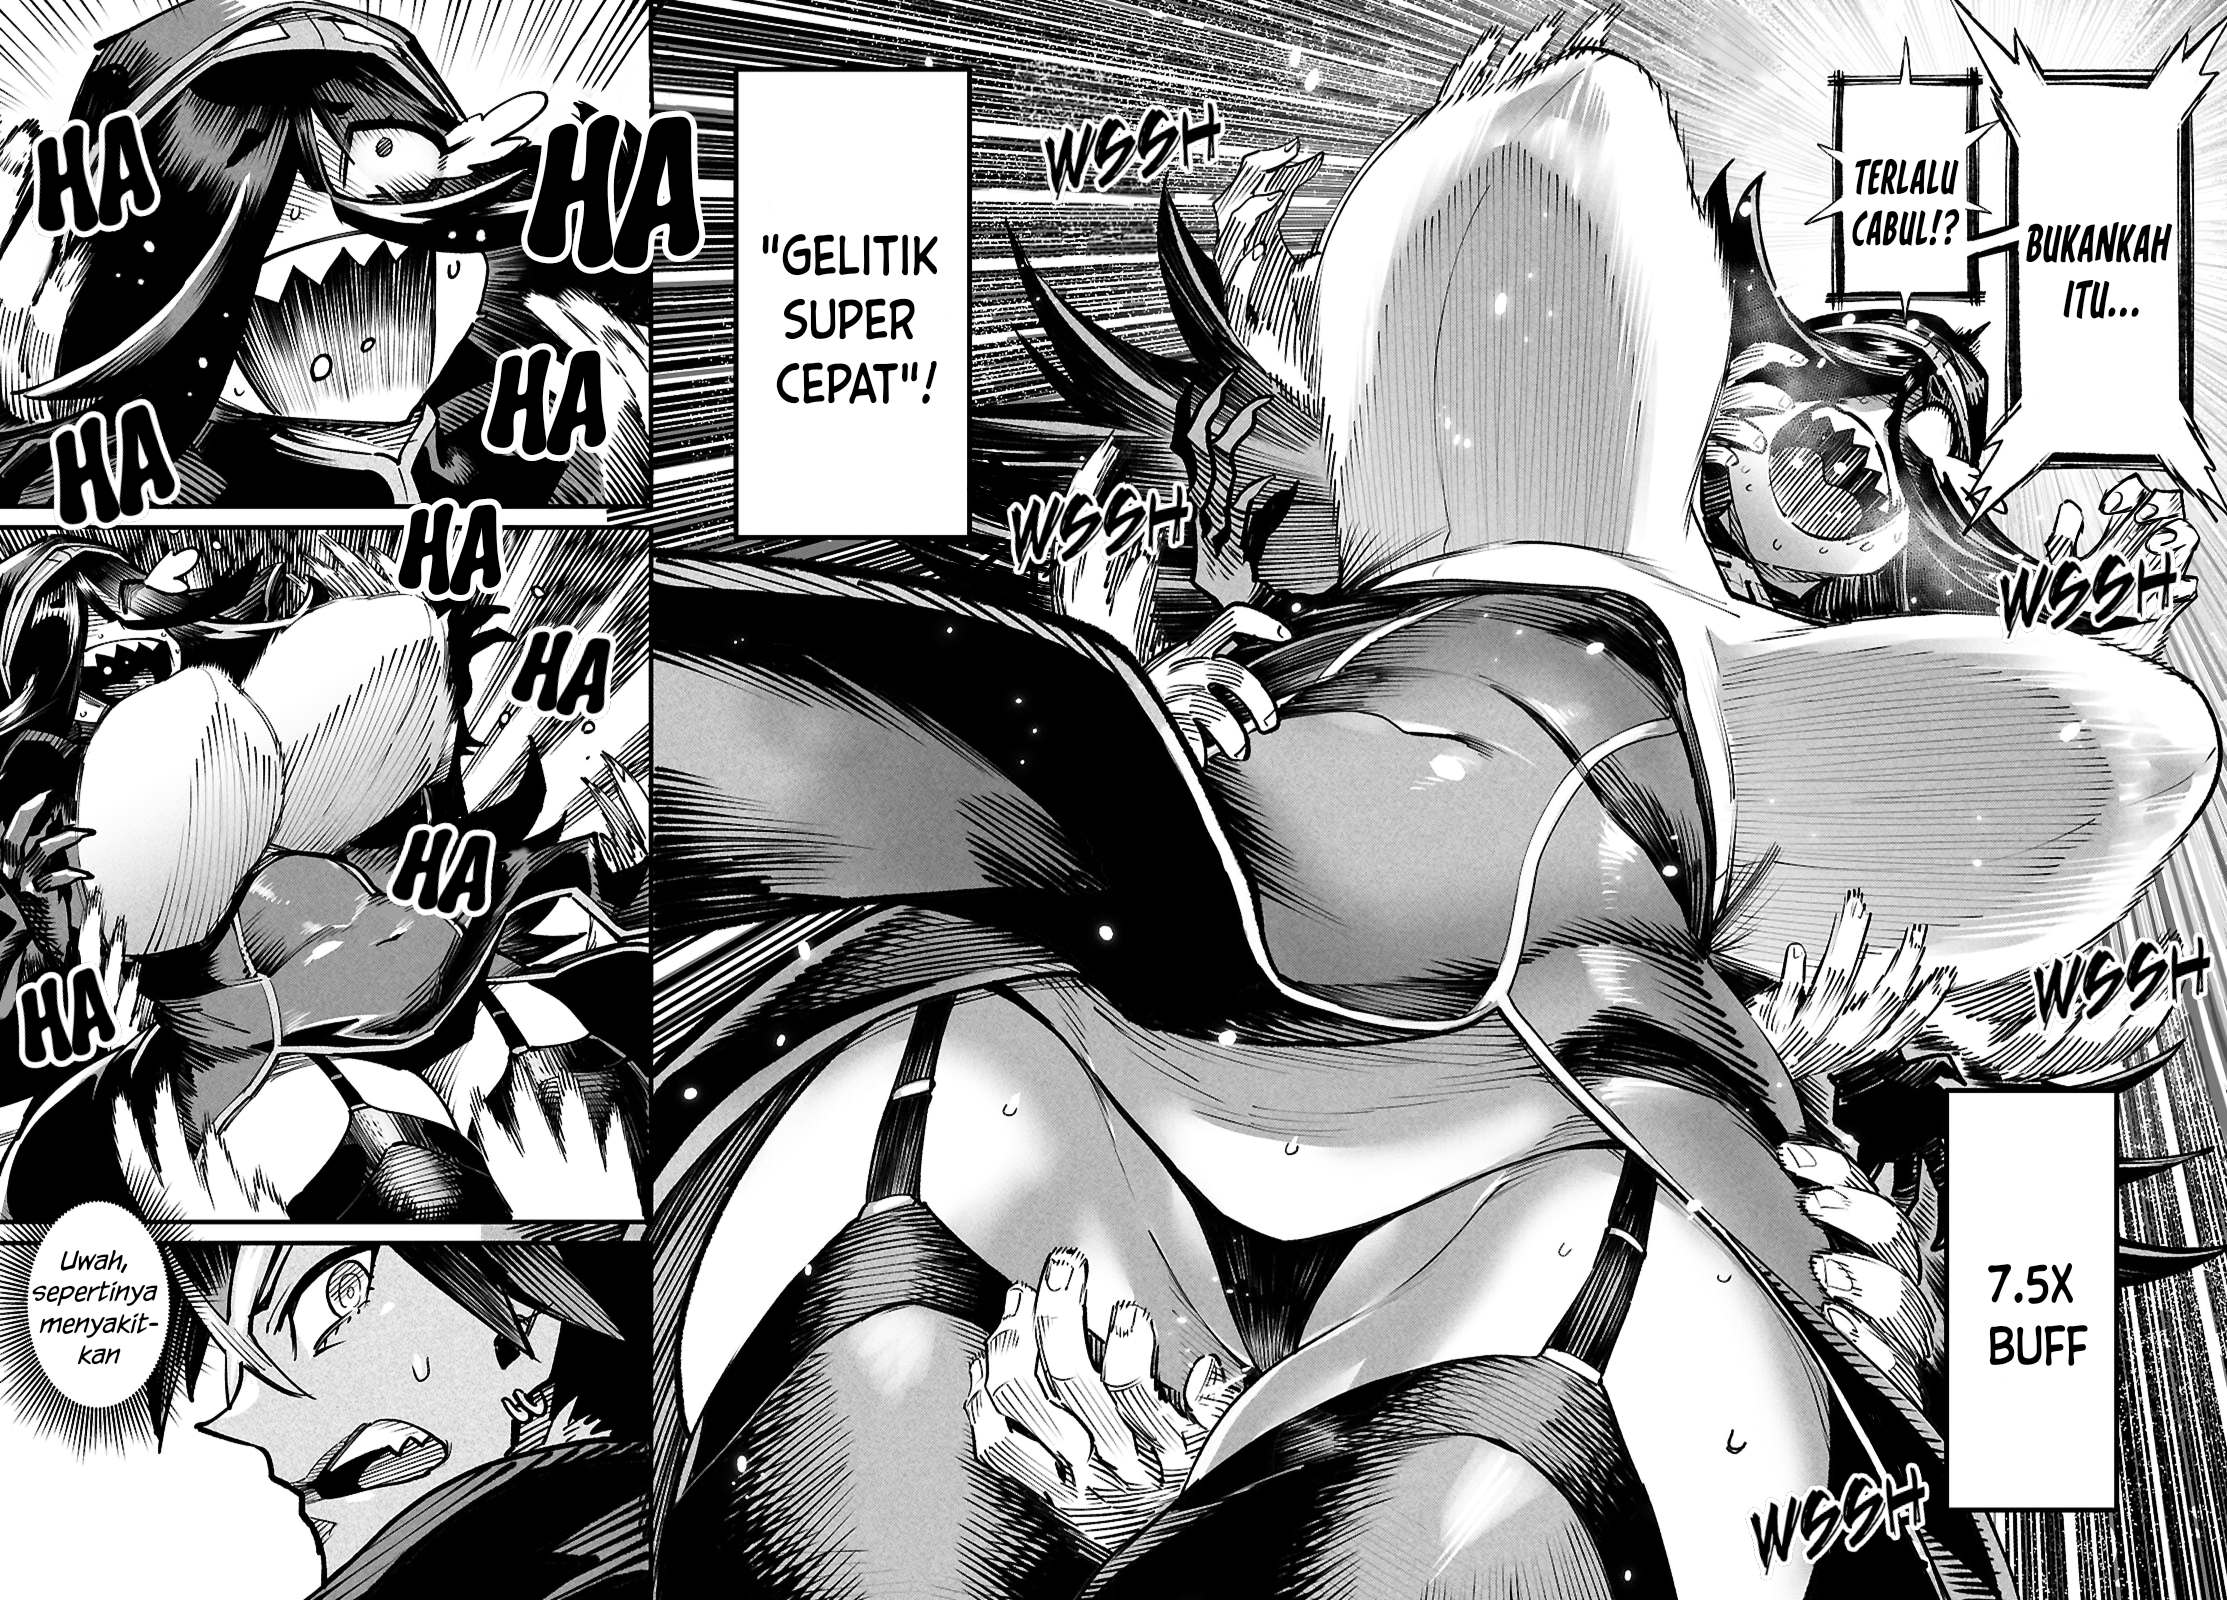 BUKANKAH
ITU...
TERLALU
CABUL!?
7.5X
BUFF
"GELITIK
SUPER
CEPAT"!
WSSH
WSSH
WSSH
WSSH
WSSH
HA
HA
HA
HA
HA
HA
HA
HA
Uwah,
sepertinya
menyakit-
kan